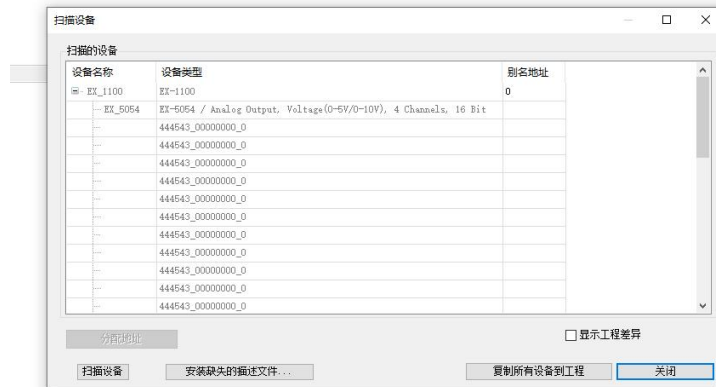 扫描设备
扫描的设备
设备名称 设备类型 别名地址
EX_1100 EX-1100 0
EX_5054 EX-5054 / Analog Output, Voltage(0-5V/0-10V), 4 Channels, 16 Bit
444543_00000000_0
444543_00000000_0
444543_00000000_0
444543_00000000_0
444543_00000000_0
444543_00000000_0
444543_00000000_0
444543_00000000_0
444543_00000000_0
444543_00000000_0
444543_00000000_0
分配地址 显示工程差异
扫描设备 安装缺失的描述文件... 复制所有设备到工程 关闭